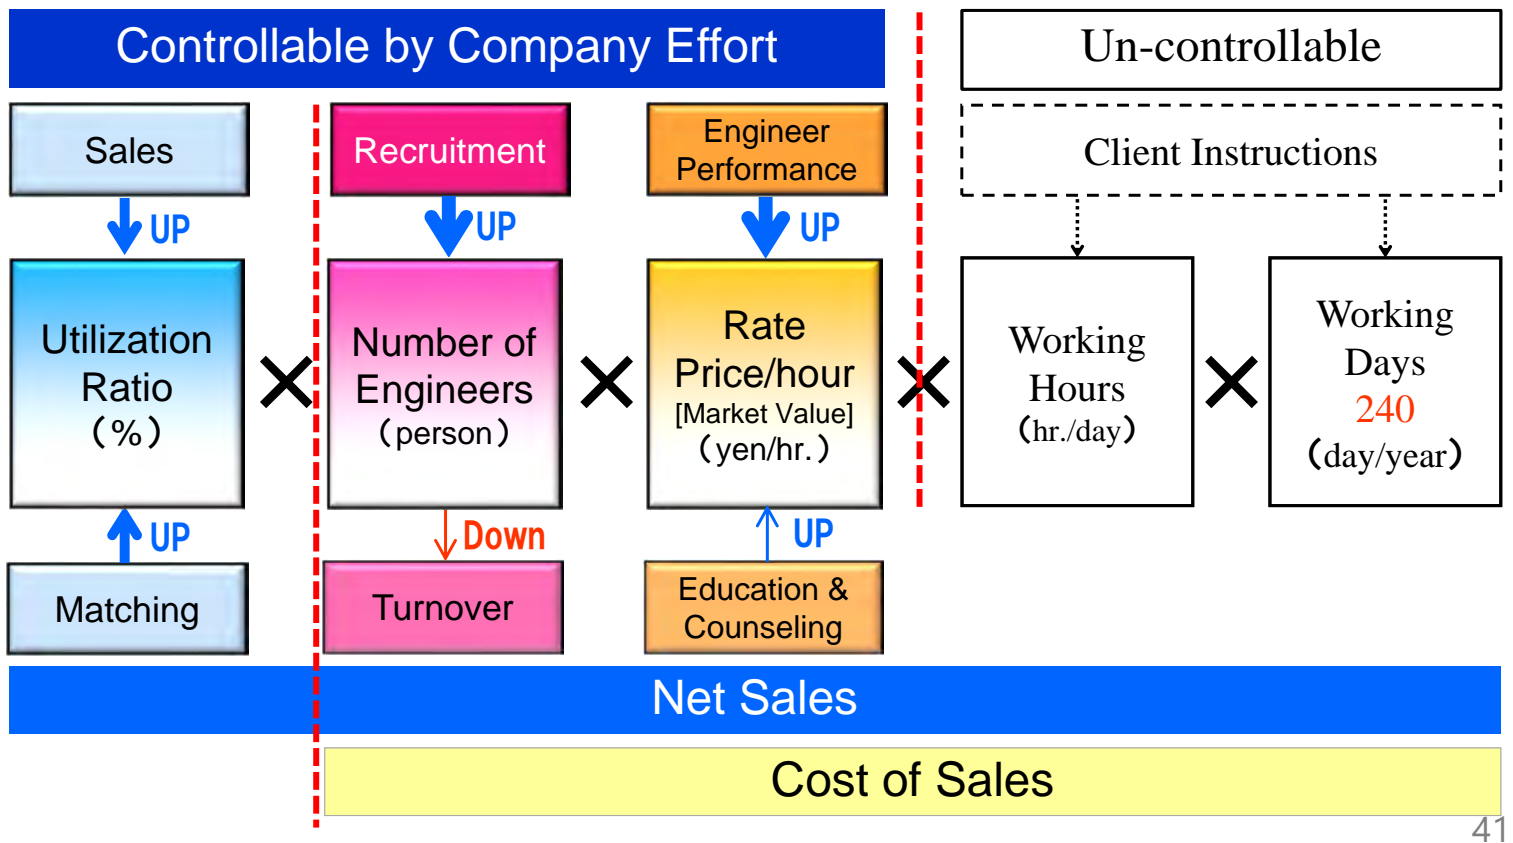 Controllable by Company Effort
Un-controllable
Sales
Recruitment
Engineer
Performance
Client Instructions
UP
UP
UP
Utilization
Ratio
(%)
×
Number of
Engineers
(person)
×
Rate
Price/hour
[Market Value]
(yen/hr.)
×
Working
Hours
(hr./day)
×
Working
Days
240
(day/year)
UP
Down
UP
Matching
Turnover
Education &
Counseling
Net Sales
Cost of Sales
41